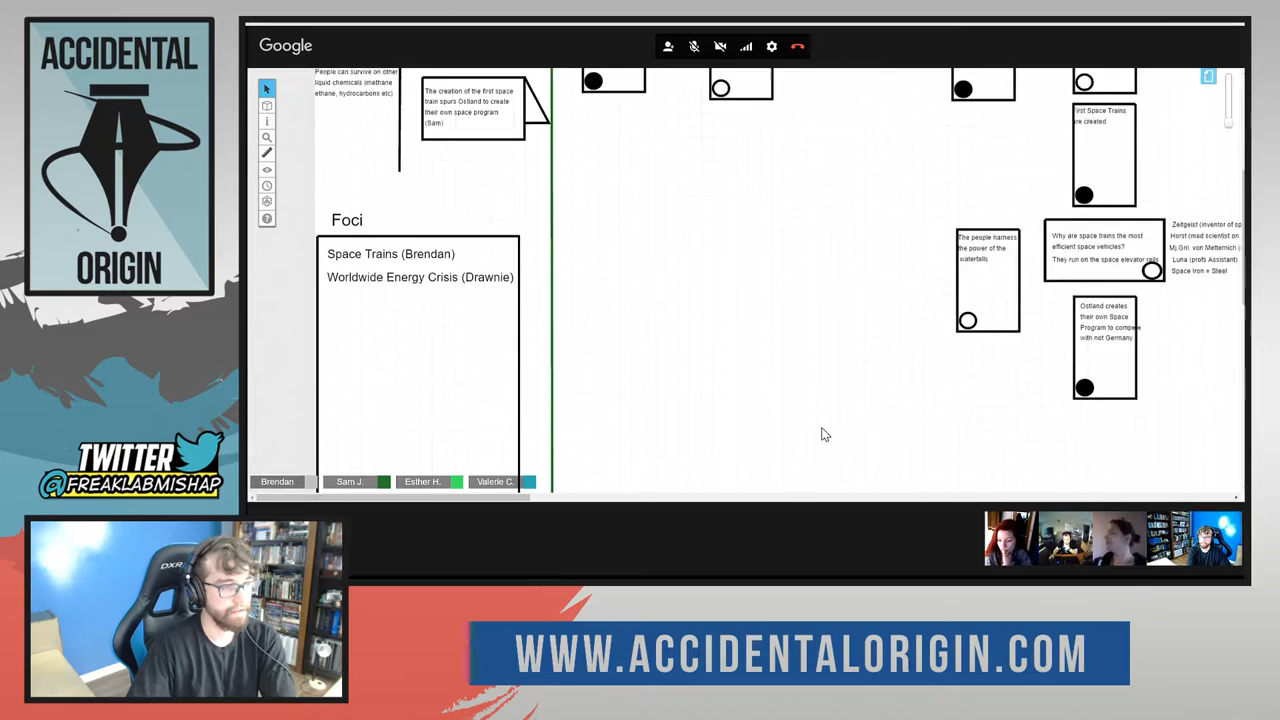 ACCIDENTAL
ORIGIN
TWITTER
@FREAKLABMISHAP
DXR
Google
People can survive on other
liquid chemicals (methane
ethane, hydrocarbons etc)
The creation of the first space
train spurs Ostland to create
their own space program
(Sam)
Foci
Space Trains (Brendan)
Worldwide Energy Crisis (Drawnie)
First Space Trains
are created
The people harness
the power of the
waterfalls
Why are space trains the most
efficient space vehicles?
They run on the space elevator rails
Zeitgeist (inventor of sp
Horst (mad scientist on
Mj.Gnl. von Metternich (
Luna (profs Assistant)
Space Iron = Steel
Ostland creates
their own Space
Program to compete
with not Germany
Brendan
Sam J.
Esther H.
Valerie C.
WWW.ACCIDENTALORIGIN.COM